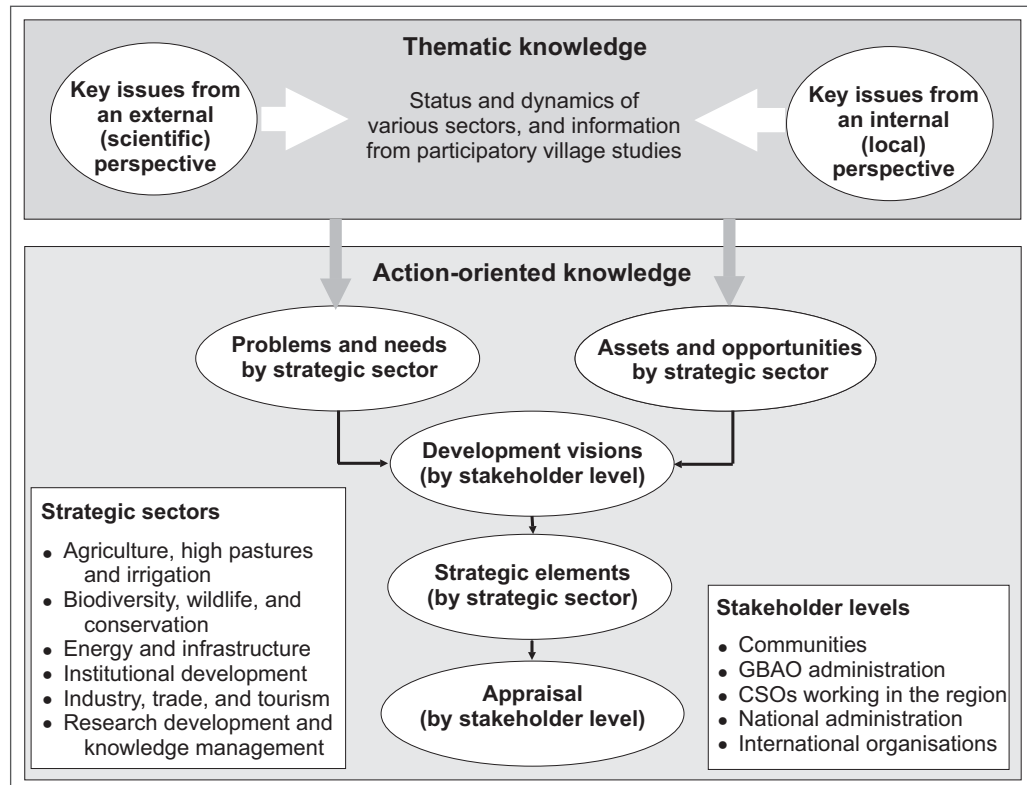 Thematic knowledge
Key issues from
an external
(scientific)
perspective
Status and dynamics of
various sectors, and information
from participatory village studies
Key issues from
an internal
(local)
perspective
Action-oriented knowledge
Problems and needs
by strategic sector
Assets and opportunities
by strategic sector
Development visions
(by stakeholder level)
Strategic elements
(by strategic sector)
Appraisal
(by stakeholder level)
Strategic sectors
• Agriculture, high pastures
and irrigation
• Biodiversity, wildlife, and
conservation
• Energy and infrastructure
• Institutional development
• Industry, trade, and tourism
• Research development and
knowledge management
Stakeholder levels
• Communities
• GBAO administration
• CSOs working in the region
• National administration
• International organisations